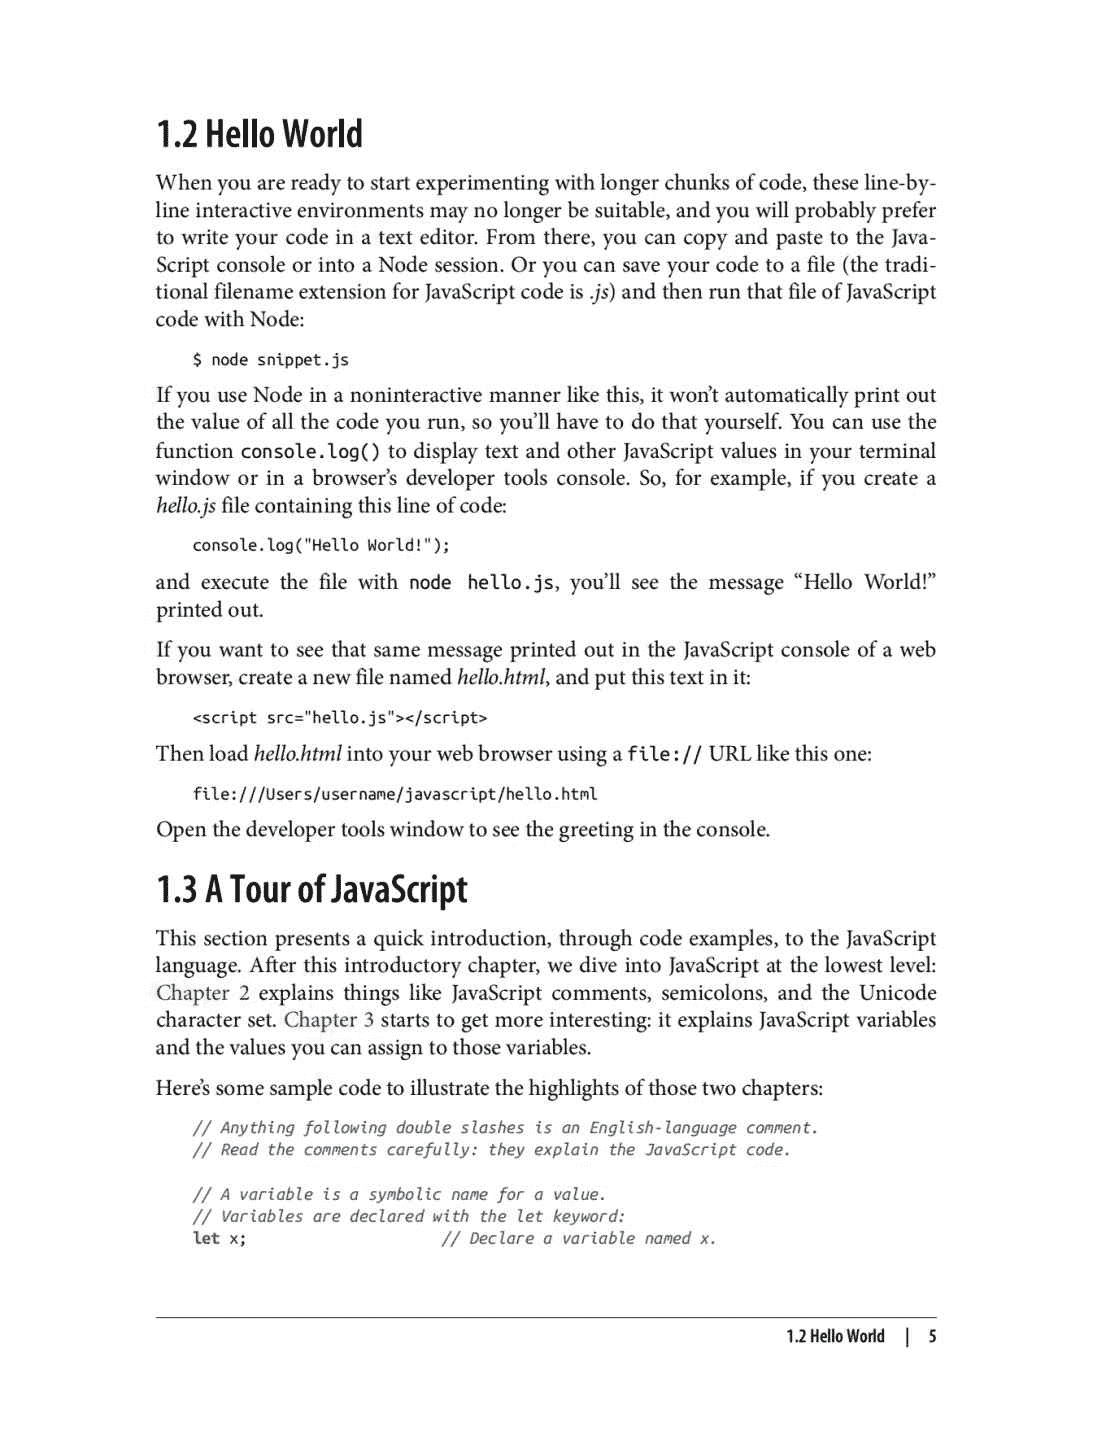 1.2 Hello World
When you are ready to start experimenting with longer chunks of code, these line-by-
line interactive environments may no longer be suitable, and you will probably prefer
to write your code in a text editor. From there, you can copy and paste to the Java-
Script console or into a Node session. Or you can save your code to a file (the tradi-
tional filename extension for JavaScript code is .js) and then run that file of JavaScript
code with Node:
$ node snippet.js
If you use Node in a noninteractive manner like this, it won’t automatically print out
the value of all the code you run, so you’ll have to do that yourself. You can use the
function console.log() to display text and other JavaScript values in your terminal
window or in a browser’s developer tools console. So, for example, if you create a
hello.js file containing this line of code:
console.log("Hello World!");
and execute the file with node hello.js, you’ll see the message “Hello World!”
printed out.
If you want to see that same message printed out in the JavaScript console of a web
browser, create a new file named hello.html, and put this text in it:
<script src="hello.js"></script>
Then load hello.html into your web browser using a file:// URL like this one:
file:///Users/username/javascript/hello.html
Open the developer tools window to see the greeting in the console.
1.3 A Tour of JavaScript
This section presents a quick introduction, through code examples, to the JavaScript
language. After this introductory chapter, we dive into JavaScript at the lowest level:
Chapter 2 explains things like JavaScript comments, semicolons, and the Unicode
character set. Chapter 3 starts to get more interesting: it explains JavaScript variables
and the values you can assign to those variables.
Here’s some sample code to illustrate the highlights of those two chapters:
// Anything following double slashes is an English-language comment.
// Read the comments carefully: they explain the JavaScript code.
// A variable is a symbolic name for a value.
// Variables are declared with the let keyword:
let x; // Declare a variable named x.
1.2 Hello World | 5